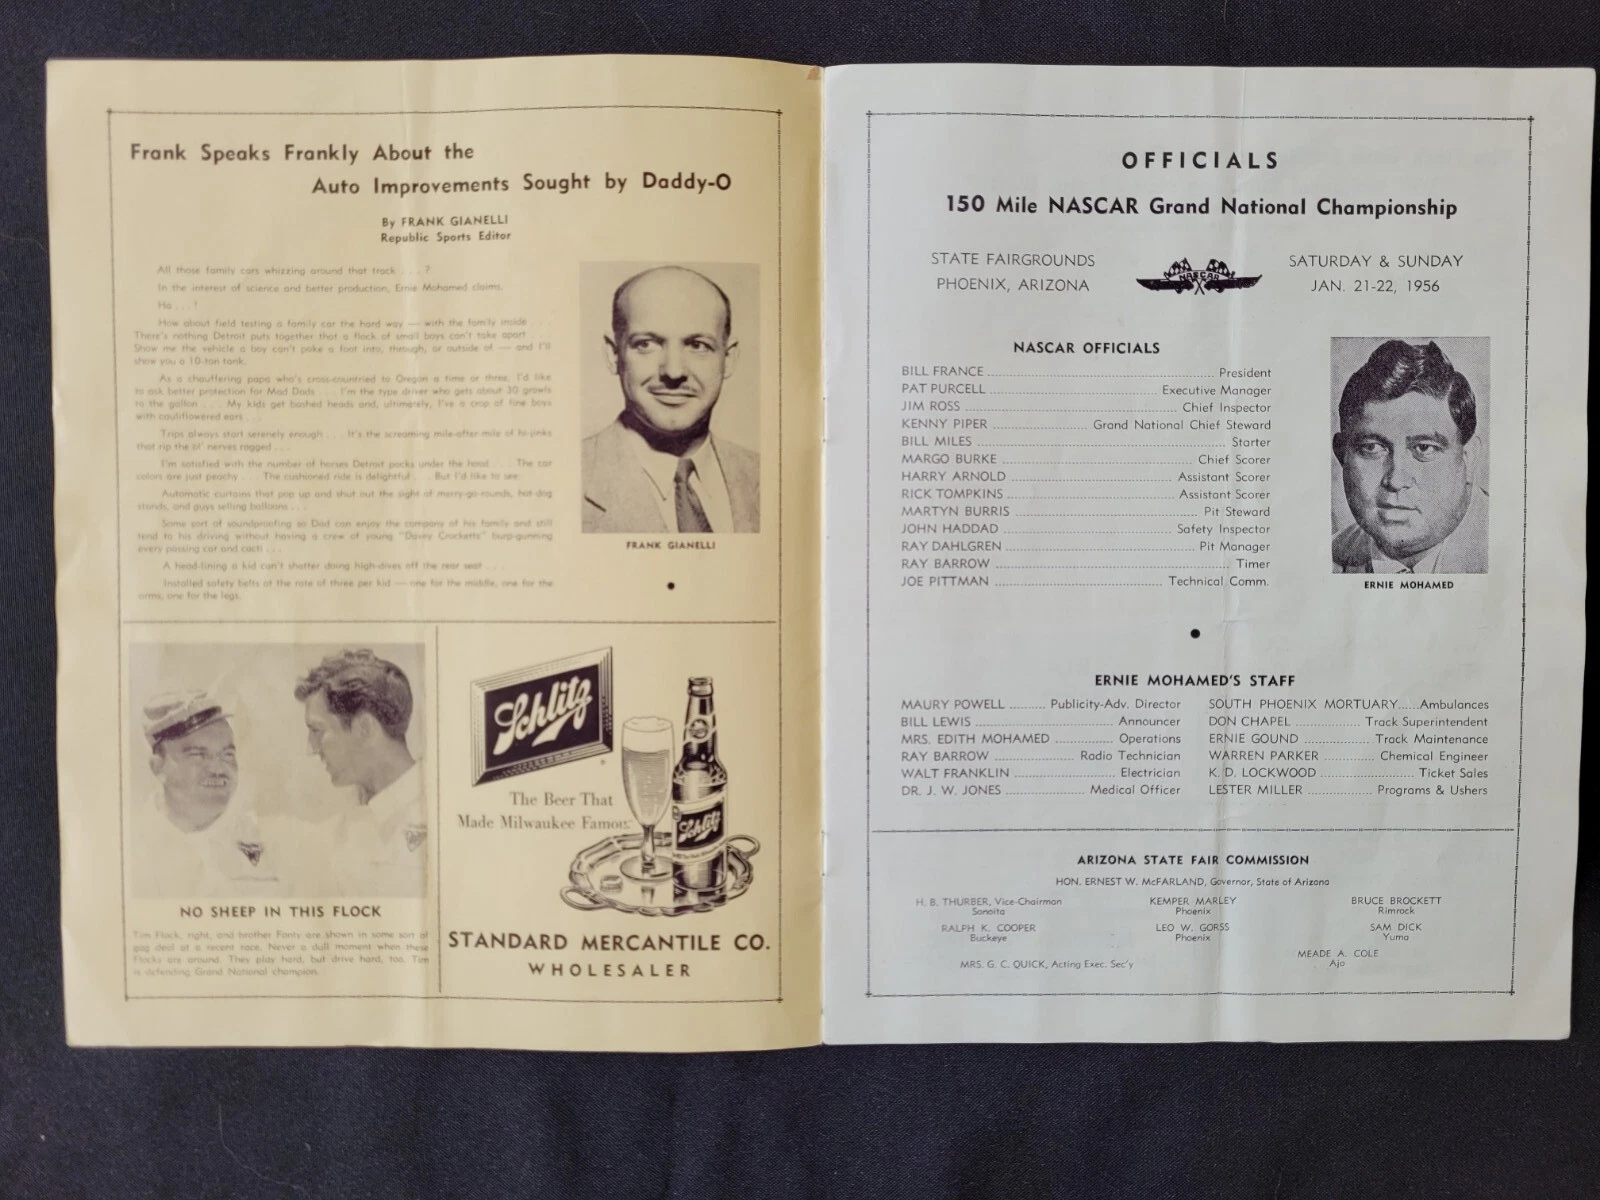 Frank Speaks Frankly About the
Auto Improvements Sought by Daddy-O
By FRANK GIANELLI
Republic Sports Editor
All those family cars whizzing around that track . . . ?
In the interest of science and better production, Ernie Mohamed claims.
Ha . . . !
How about field testing a family car the hard way — with the family inside . . .
There's nothing Detroit puts together that a flock of small boys can't take apart . . .
Show me the vehicle a boy can't poke a foot into, through, or outside of — and I'll
show you a 10-ton tank.
As a chauffering papa who's cross-countried to Oregon a time or three, I'd like
to ask better protection for Mad Dads . . . I'm the type driver who gets about 30 growls
to the gallon . . . My kids get bashed heads and, ultimately, I've a crop of fine boys
with cauliflowered ears . . .
Trips always start serenely enough . . . It's the screaming mile-after-mile of hi-jinks
that rip the ol' nerves ragged . . .
I'm satisfied with the number of horses Detroit packs under the hood . . . The car
colors are just peachy . . . The cushioned ride is delightful . . . But I'd like to see:
Automatic curtains that pop up and shut out the sight of merry-go-rounds, hot dog
stands, and guys selling balloons . . .
Some sort of soundproofing so Dad can enjoy the company of his family and still
tend to his driving without having a crew of young "Davey Crocketts" burp-gunning
every passing car and cacti . . .
A head-lining a kid can't shatter doing high-dives off the rear seat . . .
Installed safety belts at the rate of three per kid — one for the middle, one for the
arms, one for the legs.
FRANK GIANELLI
NO SHEEP IN THIS FLOCK
Tim Flock, right, and brother Fonty are shown in some sort of
gag deal at a recent race. Never a dull moment when these
Flocks are around. They play hard, but drive hard, too. Tim
is defending Grand National champion.
Schlitz
The Beer That
Made Milwaukee Famous
Schlitz
STANDARD MERCANTILE CO.
WHOLESALER
OFFICIALS
150 Mile NASCAR Grand National Championship
STATE FAIRGROUNDS
PHOENIX, ARIZONA
NASCAR
SATURDAY & SUNDAY
JAN. 21-22, 1956
NASCAR OFFICIALS
BILL FRANCE ........ President
PAT PURCELL ........ Executive Manager
JIM ROSS ........ Chief Inspector
KENNY PIPER ........ Grand National Chief Steward
BILL MILES ........ Starter
MARGO BURKE ........ Chief Scorer
HARRY ARNOLD ........ Assistant Scorer
RICK TOMPKINS ........ Assistant Scorer
MARTYN BURRIS ........ Pit Steward
JOHN HADDAD ........ Safety Inspector
RAY DAHLGREN ........ Pit Manager
RAY BARROW ........ Timer
JOE PITTMAN ........ Technical Comm.
ERNIE MOHAMED
ERNIE MOHAMED'S STAFF
MAURY POWELL ........ Publicity-Adv. Director
BILL LEWIS ........ Announcer
MRS. EDITH MOHAMED ........ Operations
RAY BARROW ........ Radio Technician
WALT FRANKLIN ........ Electrician
DR. J. W. JONES ........ Medical Officer
SOUTH PHOENIX MORTUARY.....Ambulances
DON CHAPEL ........ Track Superintendent
ERNIE GOUND ........ Track Maintenance
WARREN PARKER ........ Chemical Engineer
K. D. LOCKWOOD ........ Ticket Sales
LESTER MILLER ........ Programs & Ushers
ARIZONA STATE FAIR COMMISSION
HON. ERNEST W. McFARLAND, Governor, State of Arizona
H. B. THURBER, Vice-Chairman
Sonoita
KEMPER MARLEY
Phoenix
BRUCE BROCKETT
Rimrock
RALPH K. COOPER
Buckeye
LEO W. GORSS
Phoenix
SAM DICK
Yuma
MRS. G. C. QUICK, Acting Exec. Sec'y
MEADE A. COLE
Ajo